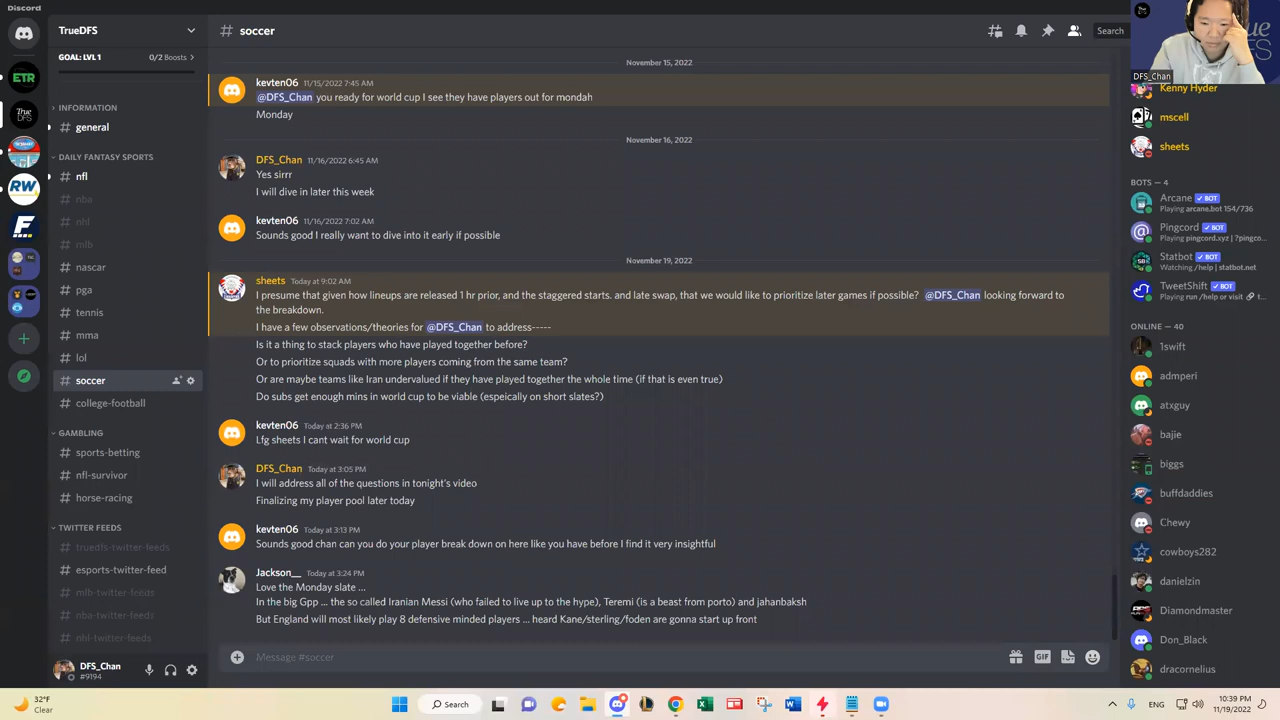 Discord
TrueDFS
GOAL: LVL 1
0/2 Boosts
INFORMATION
general
DAILY FANTASY SPORTS
nfl
nba
nhl
mlb
nascar
pga
tennis
mma
lol
soccer
college-football
GAMBLING
sports-betting
nfl-survivor
horse-racing
TWITTER FEEDS
truedfs-twitter-feeds
esports-twitter-feed
mlb-twitter-feeds
nba-twitter-feeds
nhl-twitter-feeds
DFS_Chan
#9194
ETR
True DFS
RW
# soccer
Search
November 15, 2022
kevten06 11/15/2022 7:45 AM
@DFS_Chan you ready for world cup I see they have players out for mondah
Monday
November 16, 2022
DFS_Chan 11/16/2022 6:45 AM
Yes sirrr
I will dive in later this week
kevten06 11/16/2022 7:02 AM
Sounds good I really want to dive into it early if possible
November 19, 2022
sheets Today at 9:02 AM
I presume that given how lineups are released 1 hr prior, and the staggered starts. and late swap, that we would like to prioritize later games if possible? @DFS_Chan looking forward to
the breakdown.
I have a few observations/theories for @DFS_Chan to address-----
Is it a thing to stack players who have played together before?
Or to prioritize squads with more players coming from the same team?
Or are maybe teams like Iran undervalued if they have played together the whole time (if that is even true)
Do subs get enough mins in world cup to be viable (espeically on short slates?)
kevten06 Today at 2:36 PM
Lfg sheets I cant wait for world cup
DFS_Chan Today at 3:05 PM
I will address all of the questions in tonight's video
Finalizing my player pool later today
kevten06 Today at 3:13 PM
Sounds good chan can you do your player break down on here like you have before I find it very insightful
Jackson__ Today at 3:24 PM
Love the Monday slate ...
In the big Gpp ... the so called Iranian Messi (who failed to live up to the hype), Teremi (is a beast from porto) and jahanbaksh
But England will most likely play 8 defensive minded players ... heard Kane/sterling/foden are gonna start up front
Message #soccer
GIF
DFS_Chan
Kenny Hyder
mscell
sheets
BOTS — 4
Arcane BOT
Playing arcane.bot 154/736
Pingcord BOT
Playing pingcord.xyz | ?pingco...
Statbot BOT
Watching /help | statbot.net
TweetShift BOT
Playing run /help or visit
ONLINE — 40
1swift
admperi
atxguy
bajie
biggs
buffdaddies
Chewy
cowboys282
danielzin
Diamondmaster
Don_Black
dracornelius
32°F
Clear
Search
ENG
10:39 PM
11/19/2022